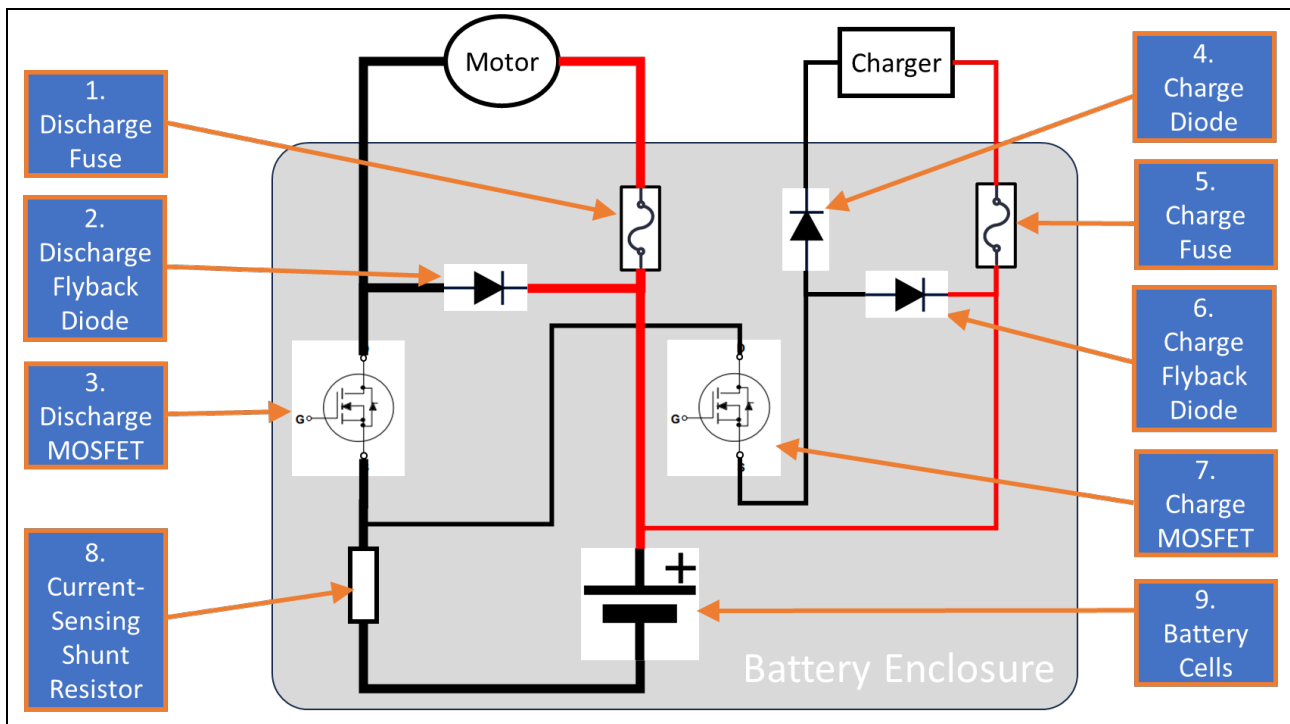 Motor
Charger
1.
Discharge
Fuse
2.
Discharge
Flyback
Diode
3.
Discharge
MOSFET
8.
Current-
Sensing
Shunt
Resistor
4.
Charge
Diode
5.
Charge
Fuse
6.
Charge
Flyback
Diode
7.
Charge
MOSFET
9.
Battery
Cells
G
G
S
+
Battery Enclosure